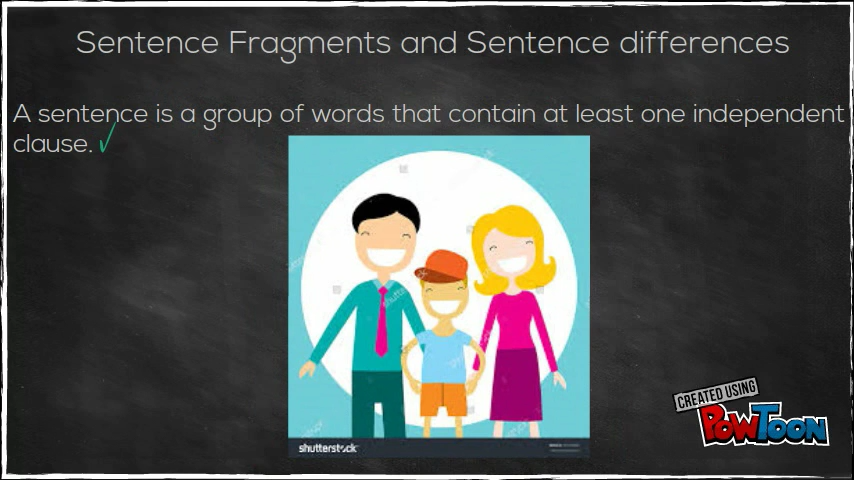 Sentence Fragments and Sentence differences
A sentence is a group of words that contain at least one independent
clause.
shutterstock
CREATED USING
POWTOON